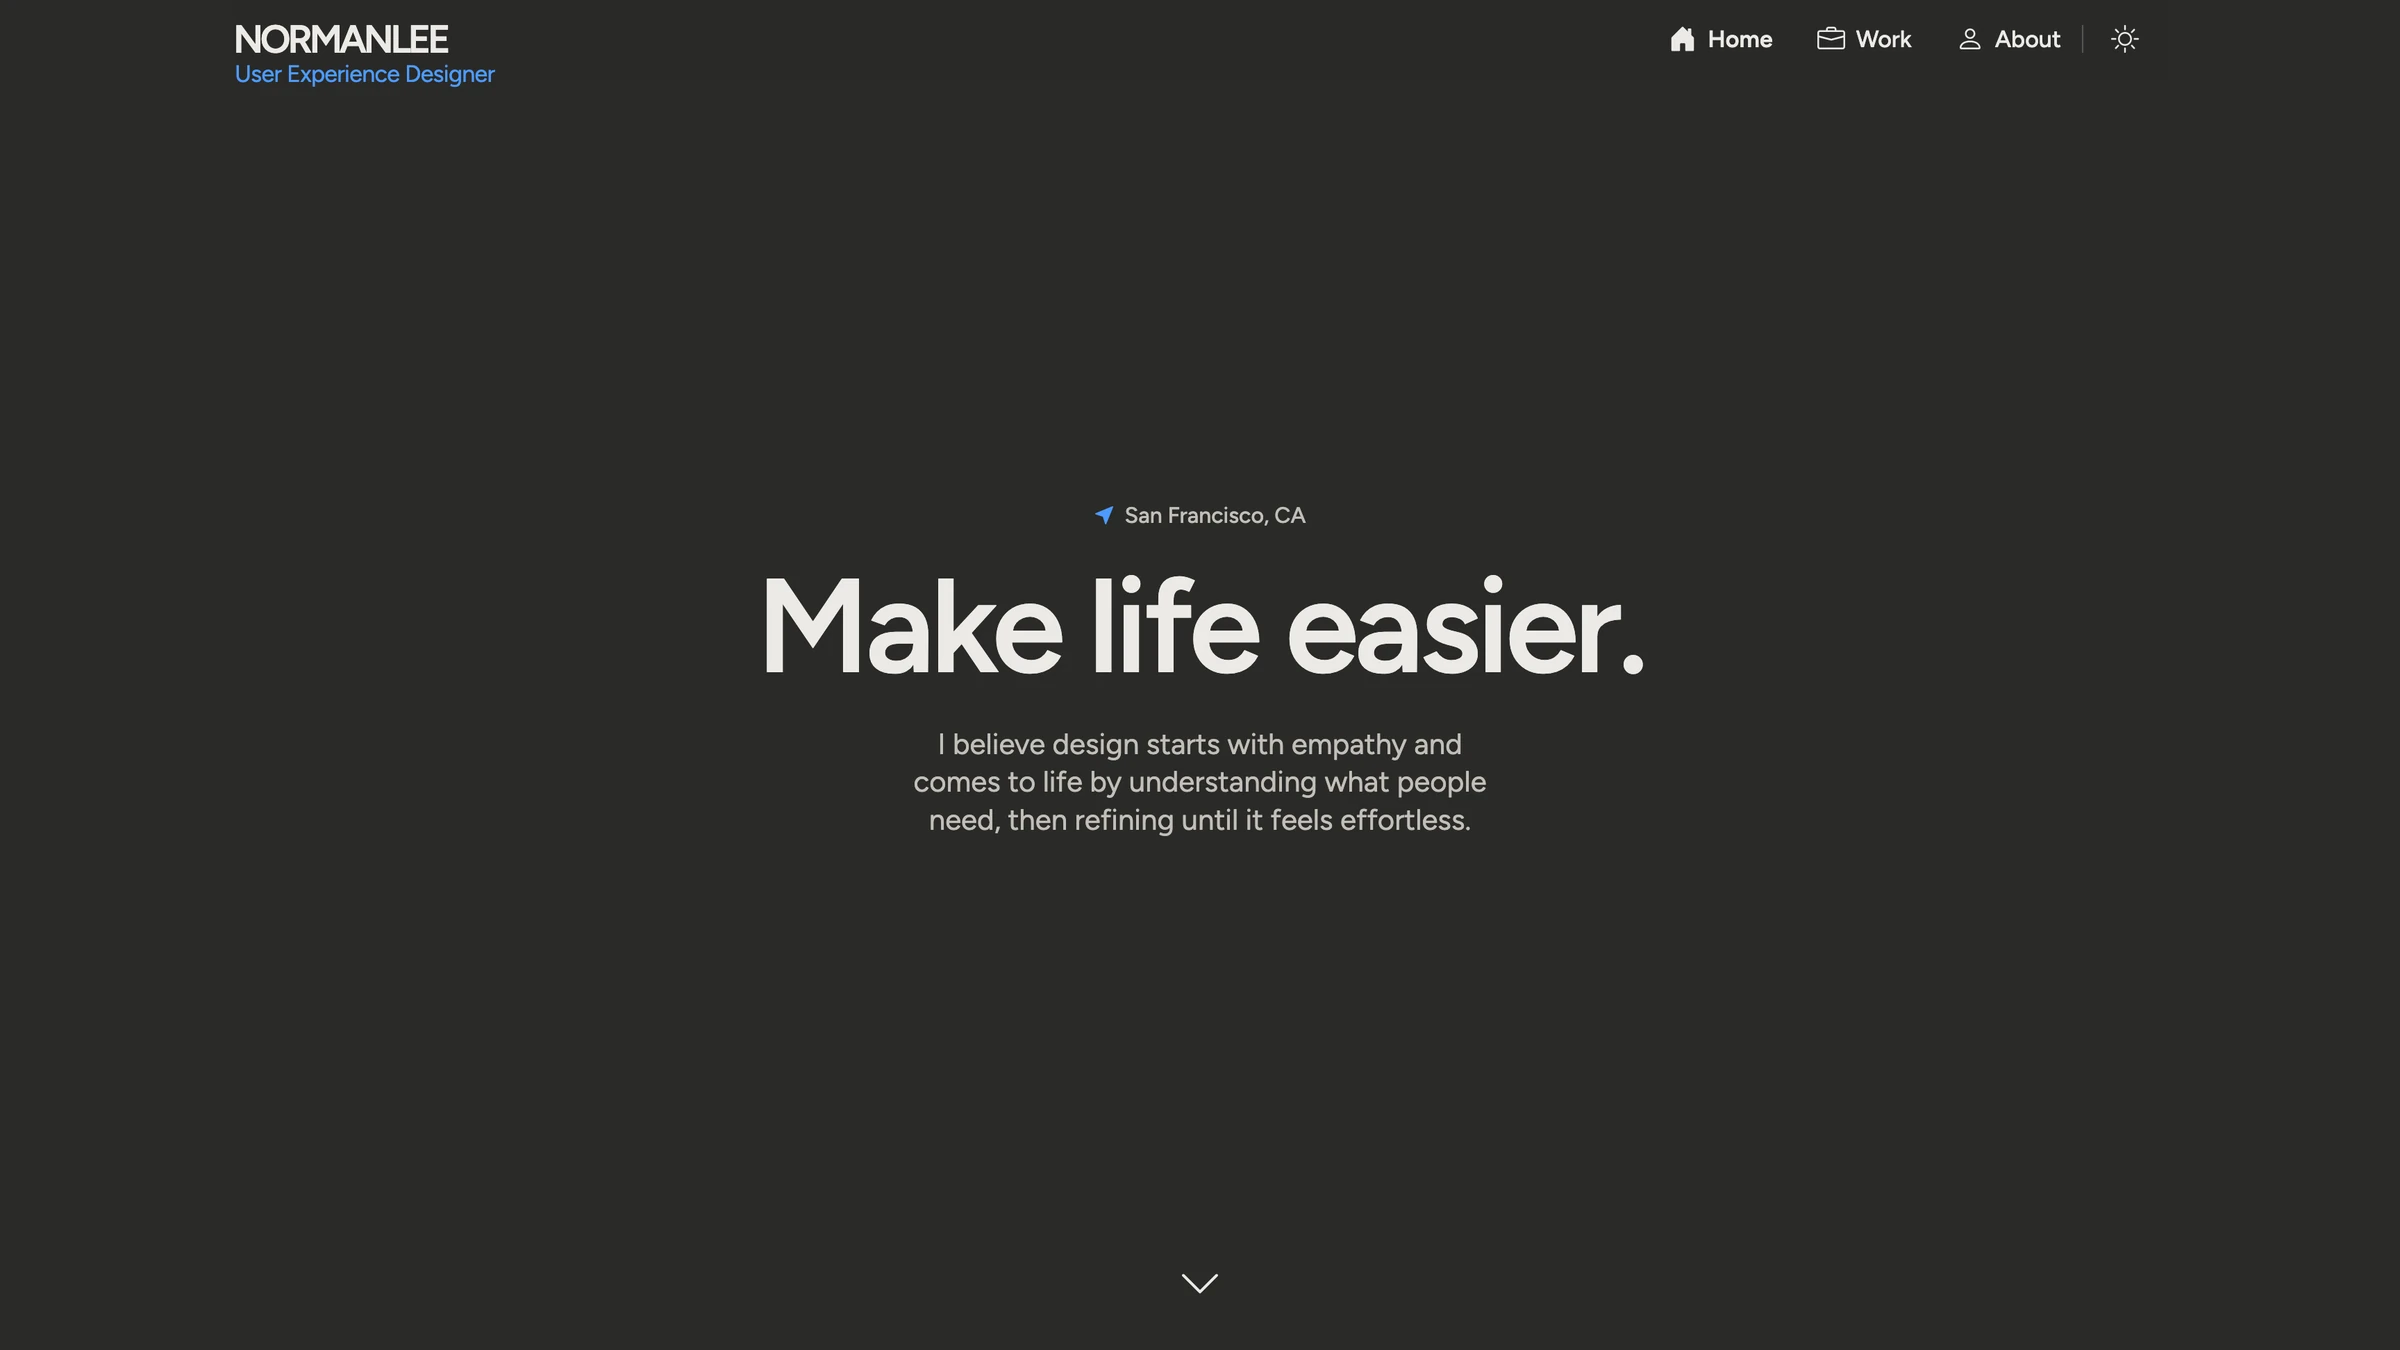 NORMANLEE
User Experience Designer
Home
Work
About
San Francisco, CA
Make life easier.
I believe design starts with empathy and
comes to life by understanding what people
need, then refining until it feels effortless.